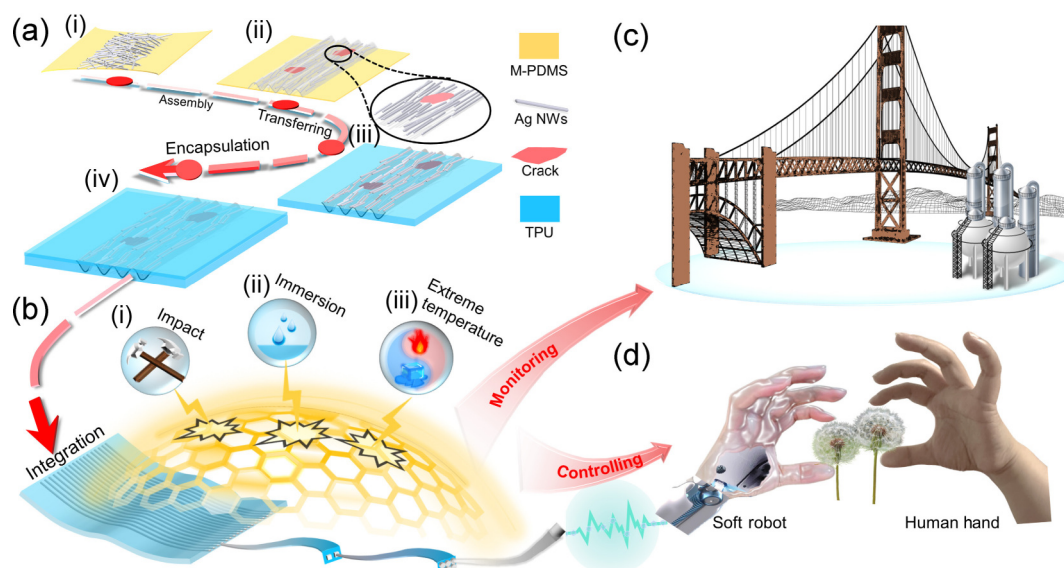 (a)
(i)
(ii)
M-PDMS
Assembly
Transferring
Ag NWs
(iii)
Encapsulation
Crack
(iv)
TPU
(b)
(i)
Impact
(ii)
Immersion
(iii)
Extreme
temperature
Integration
Monitoring
Controlling
(c)
(d)
Soft robot
Human hand